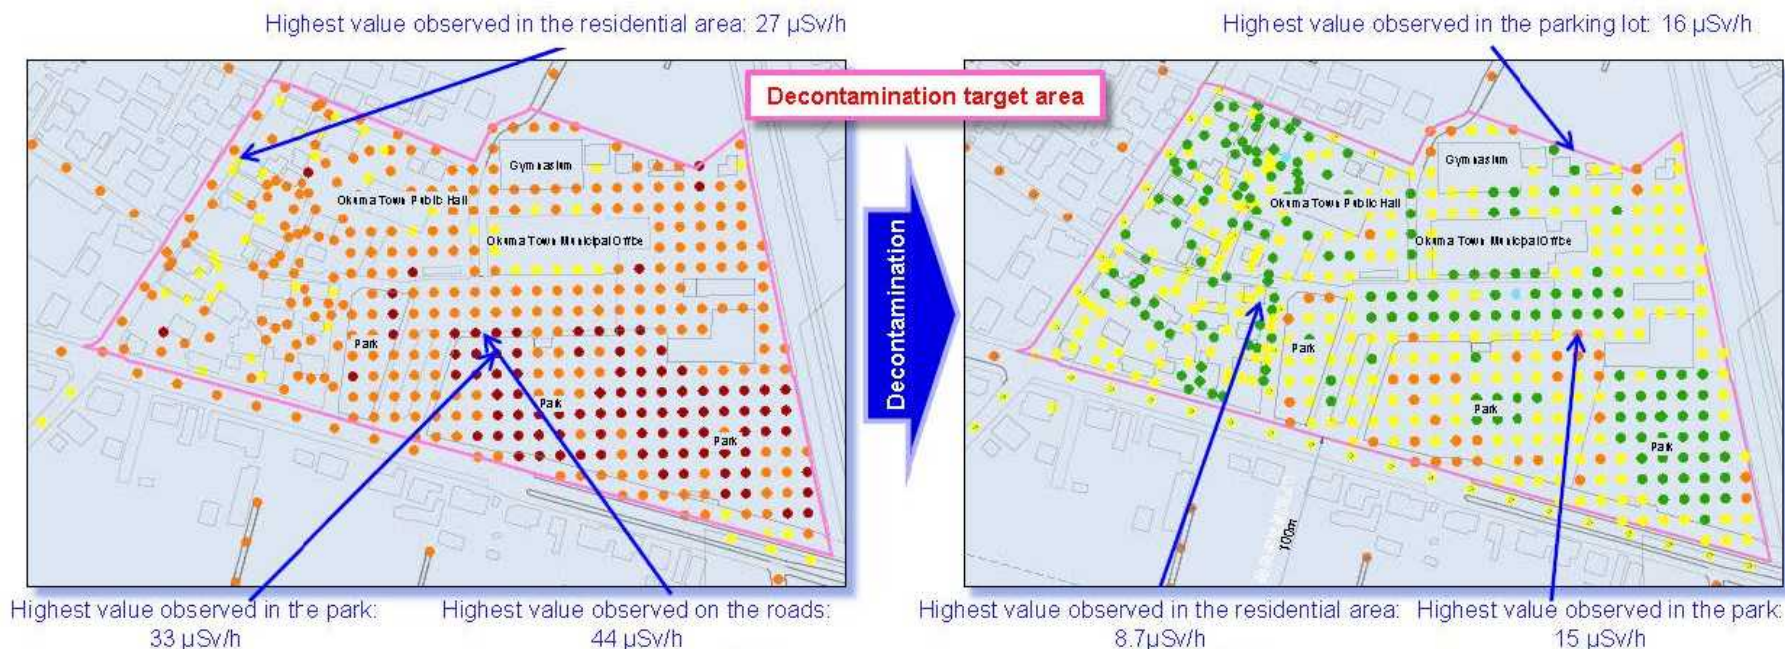 Highest value observed in the residential area: 27 µSv/h
Highest value observed in the parking lot: 16 µSv/h
Decontamination target area
Gymnasium
Okuma Town Public Hall
Okuma Town Municipal Office
Park
Park
Park
Decontamination
Gymnasium
Okuma Town Public Hall
Okuma Town Municipal Office
Park
Park
Park
100m
Highest value observed in the park:
33 µSv/h
Highest value observed on the roads:
44 µSv/h
Highest value observed in the residential area:
8.7µSv/h
Highest value observed in the park:
15 µSv/h